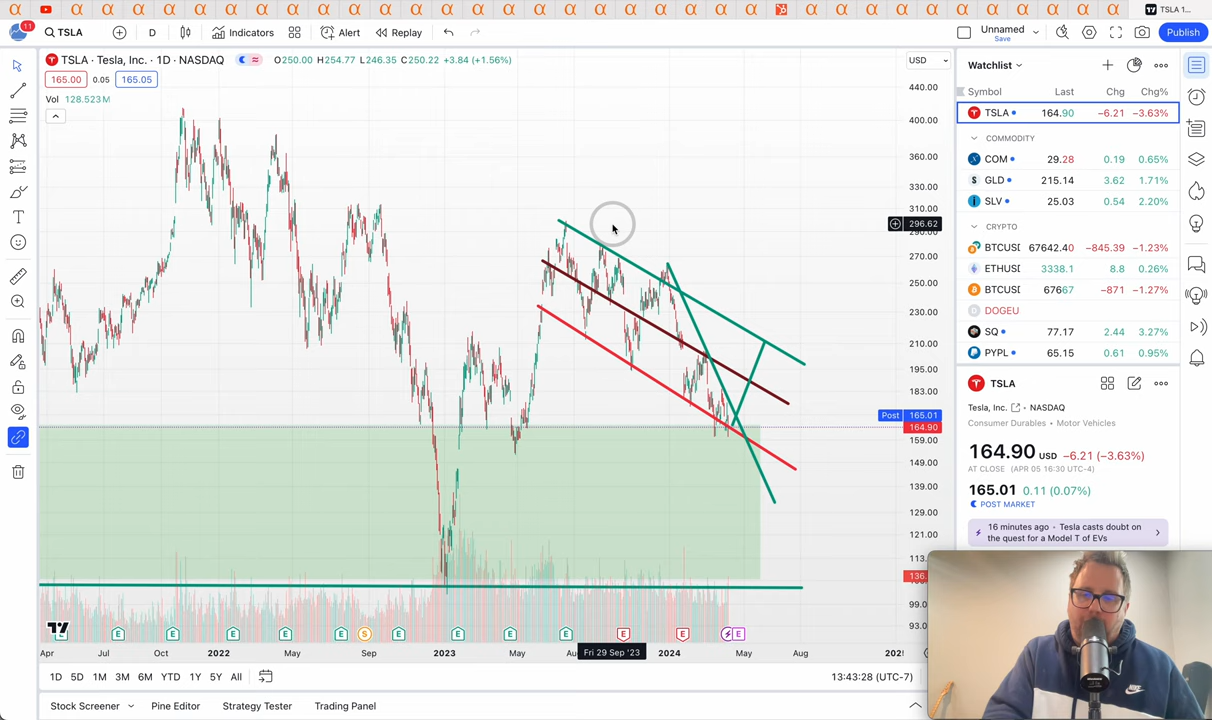 TSLA 1...
11
TSLA
D
Indicators
Alert
Replay
Unnamed
Save
Publish
TSLA · Tesla, Inc. · 1D · NASDAQ
O250.00 H254.77 L246.35 C250.22 +3.84 (+1.56%)
165.00 0.05 165.05
Vol 128.523M
USD
440.00
400.00
360.00
330.00
310.00
296.62
290.00
270.00
250.00
230.00
210.00
195.00
183.00
Post 165.01
164.90
159.00
149.00
139.00
129.00
121.00
113.
136.
99.0
93.0
E E E E E E S E E E E E E E
Apr Jul Oct 2022 May Sep 2023 May Fri 29 Sep '23 2024 May Aug 202
1D 5D 1M 3M 6M YTD 1Y 5Y All
13:43:28 (UTC-7)
Stock Screener Pine Editor Strategy Tester Trading Panel
Watchlist
Symbol Last Chg Chg%
TSLA 164.90 −6.21 −3.63%
COMMODITY
COM 29.28 0.19 0.65%
GLD 215.14 3.62 1.71%
SLV 25.03 0.54 2.20%
CRYPTO
BTCUSI 67642.40 −845.39 −1.23%
ETHUSI 3338.1 8.8 0.26%
BTCUSI 67667 −871 −1.27%
DOGEU
SQ 77.17 2.44 3.27%
PYPL 65.15 0.61 0.95%
TSLA
Tesla, Inc. · NASDAQ
Consumer Durables · Motor Vehicles
164.90 USD −6.21 (−3.63%)
AT CLOSE (APR 05 16:30 UTC-4)
165.01 0.11 (0.07%)
POST MARKET
16 minutes ago · Tesla casts doubt on
the quest for a Model T of EVs